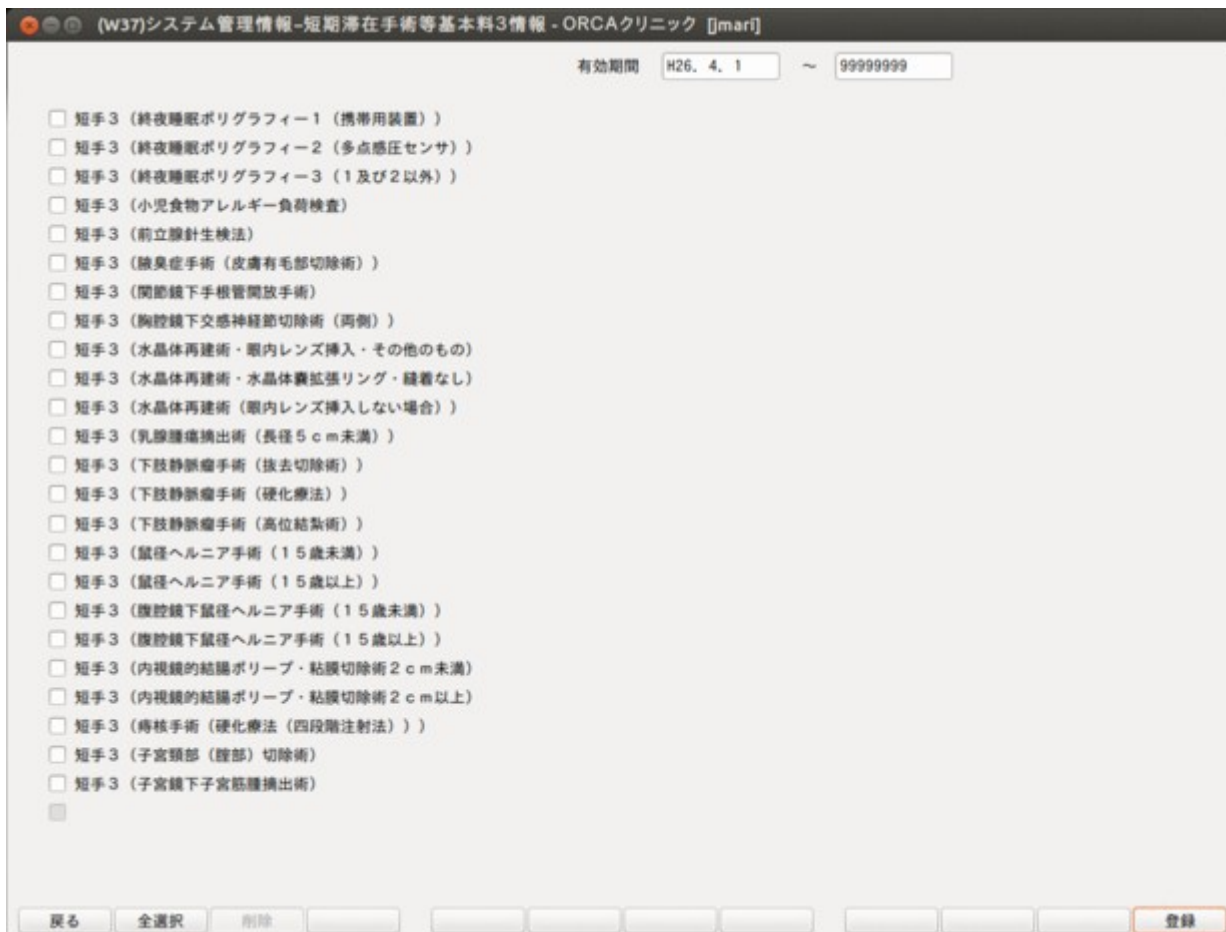 (W37)システム管理情報-短期滞在手術等基本料3情報 - ORCAクリニック [jmari]
有効期間 H26. 4. 1 ～ 99999999
短手３（終夜睡眠ポリグラフィー１（携帯用装置））
短手３（終夜睡眠ポリグラフィー２（多点感圧センサ））
短手３（終夜睡眠ポリグラフィー３（１及び２以外））
短手３（小児食物アレルギー負荷検査）
短手３（前立腺針生検法）
短手３（腋臭症手術（皮膚有毛部切除術））
短手３（関節鏡下手根管開放手術）
短手３（胸腔鏡下交感神経節切除術（両側））
短手３（水晶体再建術・眼内レンズ挿入・その他のもの）
短手３（水晶体再建術・水晶体嚢拡張リング・縫着なし）
短手３（水晶体再建術（眼内レンズ挿入しない場合））
短手３（乳腺腫瘍摘出術（長径５ｃｍ未満））
短手３（下肢静脈瘤手術（抜去切除術））
短手３（下肢静脈瘤手術（硬化療法））
短手３（下肢静脈瘤手術（高位結紮術））
短手３（鼠径ヘルニア手術（１５歳未満））
短手３（鼠径ヘルニア手術（１５歳以上））
短手３（腹腔鏡下鼠径ヘルニア手術（１５歳未満））
短手３（腹腔鏡下鼠径ヘルニア手術（１５歳以上））
短手３（内視鏡的結腸ポリープ・粘膜切除術２ｃｍ未満）
短手３（内視鏡的結腸ポリープ・粘膜切除術２ｃｍ以上）
短手３（痔核手術（硬化療法（四段階注射法）））
短手３（子宮頸部（腟部）切除術）
短手３（子宮鏡下子宮筋腫摘出術）
戻る 全選択 削除 登録